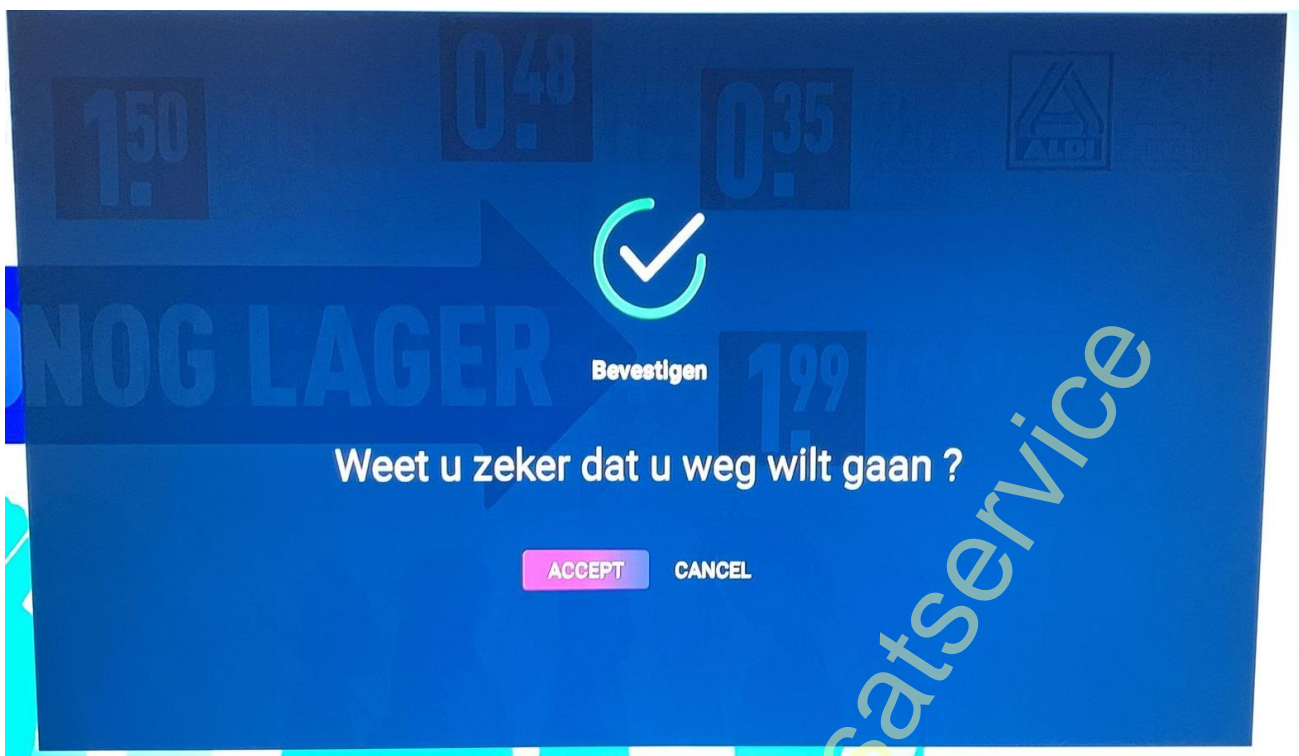 1.50
0.48
0.35
ALDI
NOG LAGER
1.99
Bevestigen
Weet u zeker dat u weg wilt gaan ?
ACCEPT CANCEL
satservice